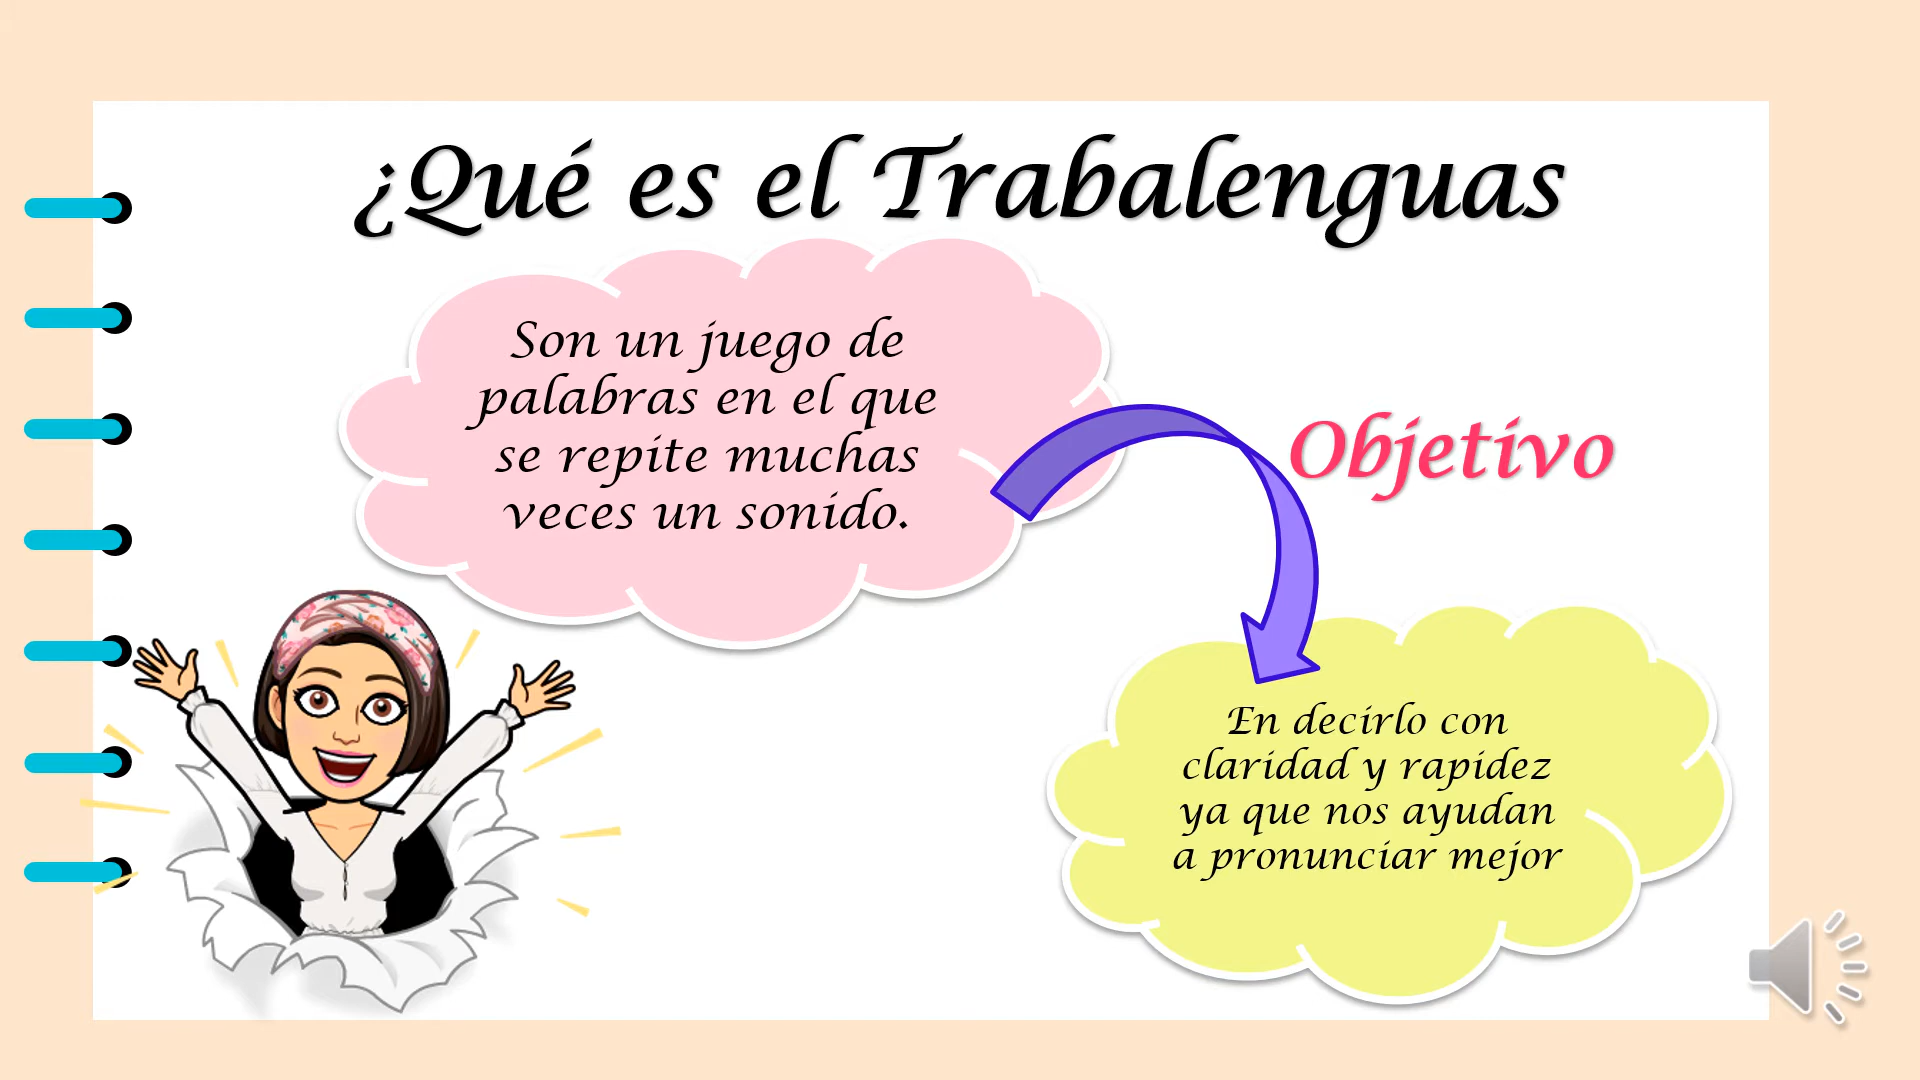 ¿Qué es el Trabalenguas
Son un juego de
palabras en el que
se repite muchas
veces un sonido.
Objetivo
En decirlo con
claridad y rapidez
ya que nos ayudan
a pronunciar mejor